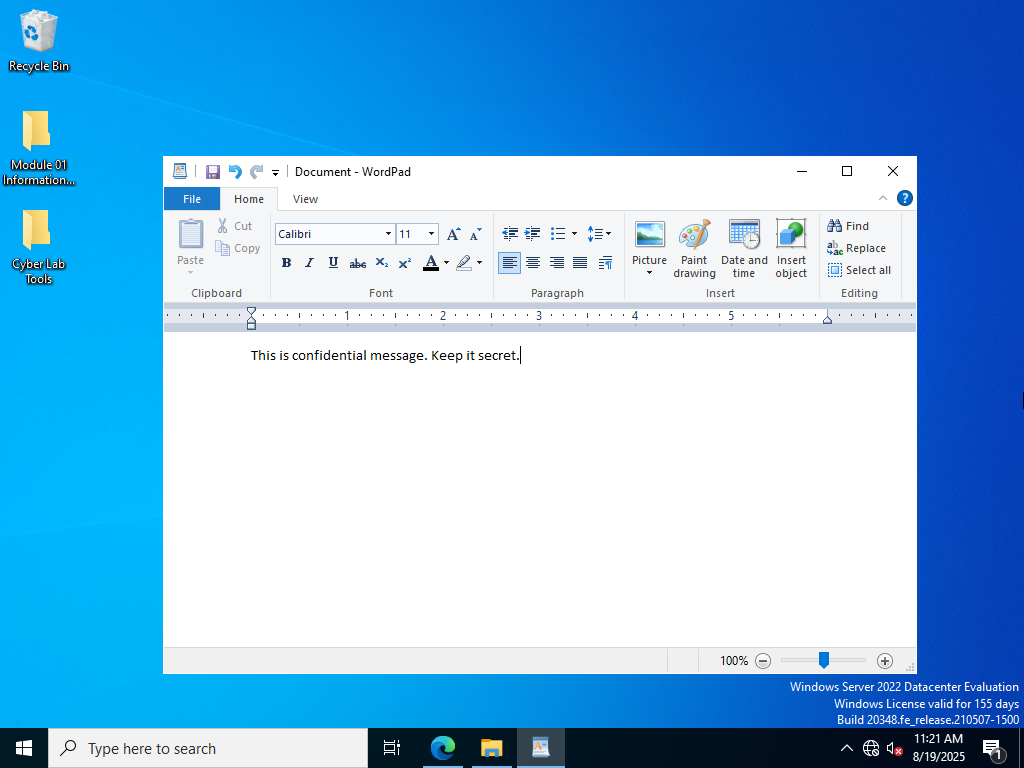 Recycle Bin
Module 01
Information...
Cyber Lab
Tools
Document - WordPad
File
Home
View
Paste
Cut
Copy
Clipboard
Calibri
11
B I U abc X₂ X²
A
Font
Paragraph
Picture
Paint
drawing
Date and
time
Insert
object
Insert
Find
Replace
Select all
Editing
1 2 3 4 5
This is confidential message. Keep it secret.
100%
Windows Server 2022 Datacenter Evaluation
Windows License valid for 155 days
Build 20348.fe_release.210507-1500
Type here to search
11:21 AM
8/19/2025
1